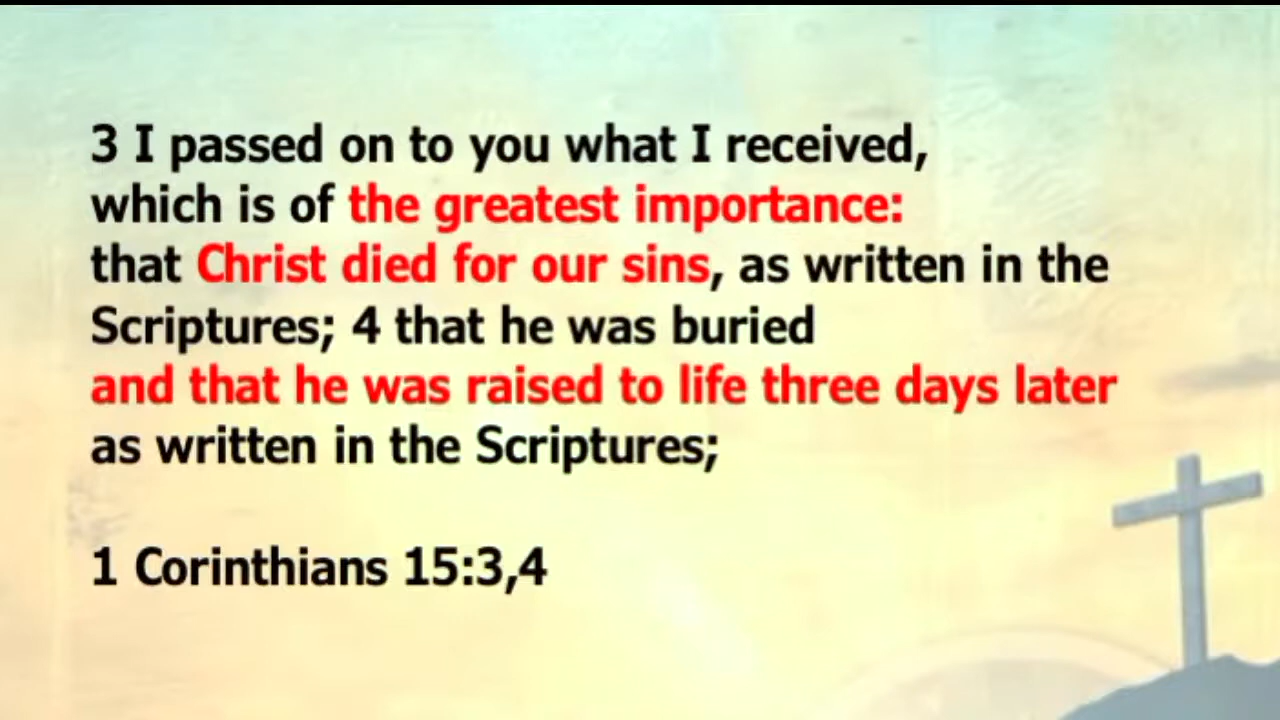 3 I passed on to you what I received,
which is of the greatest importance:
that Christ died for our sins, as written in the
Scriptures; 4 that he was buried
and that he was raised to life three days later
as written in the Scriptures;
1 Corinthians 15:3,4